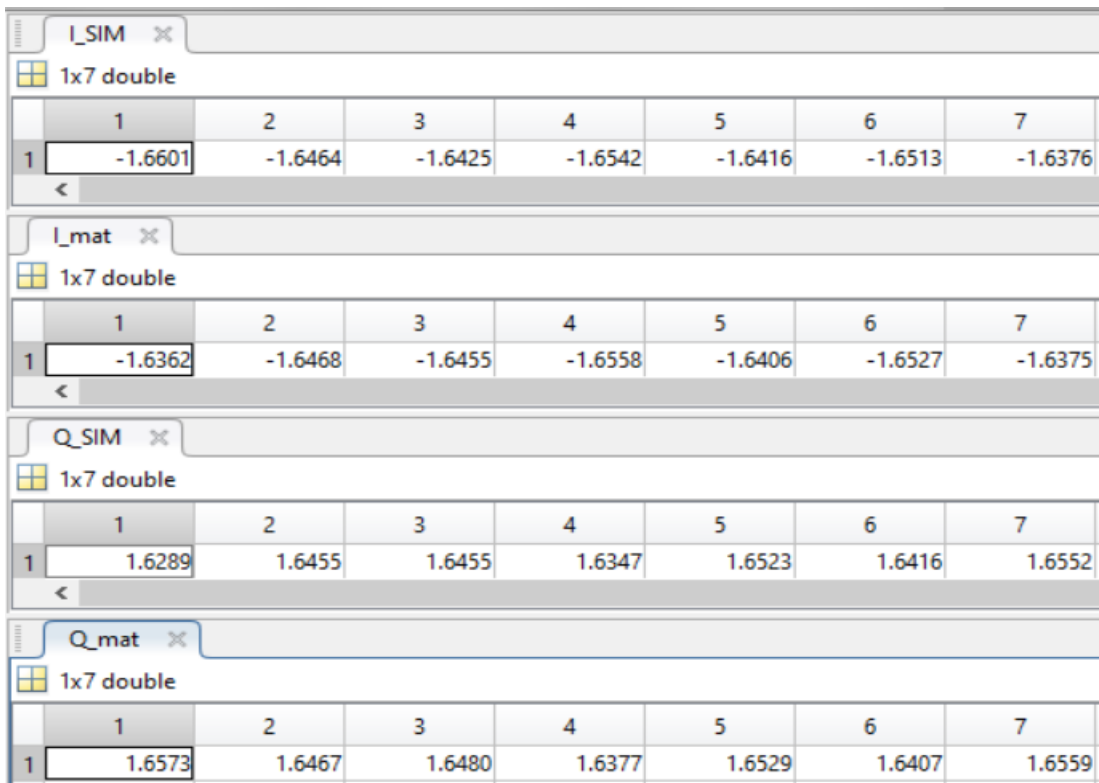 I_SIM
1x7 double
1 2 3 4 5 6 7
1 -1.6601 -1.6464 -1.6425 -1.6542 -1.6416 -1.6513 -1.6376
I_mat
1x7 double
1 2 3 4 5 6 7
1 -1.6362 -1.6468 -1.6455 -1.6558 -1.6406 -1.6527 -1.6375
Q_SIM
1x7 double
1 2 3 4 5 6 7
1 1.6289 1.6455 1.6455 1.6347 1.6523 1.6416 1.6552
Q_mat
1x7 double
1 2 3 4 5 6 7
1 1.6573 1.6467 1.6480 1.6377 1.6529 1.6407 1.6559